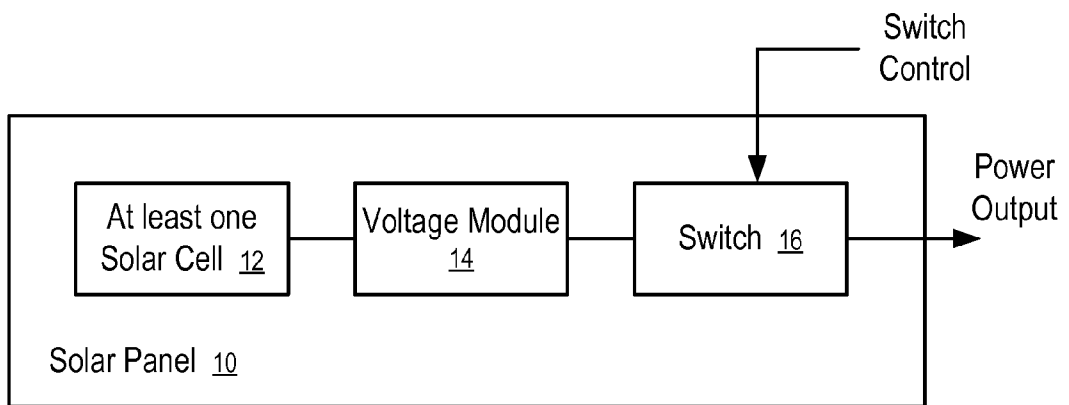 Switch
Control
Power
Output
At least one
Solar Cell 12
Voltage Module
14
Switch 16
Solar Panel 10